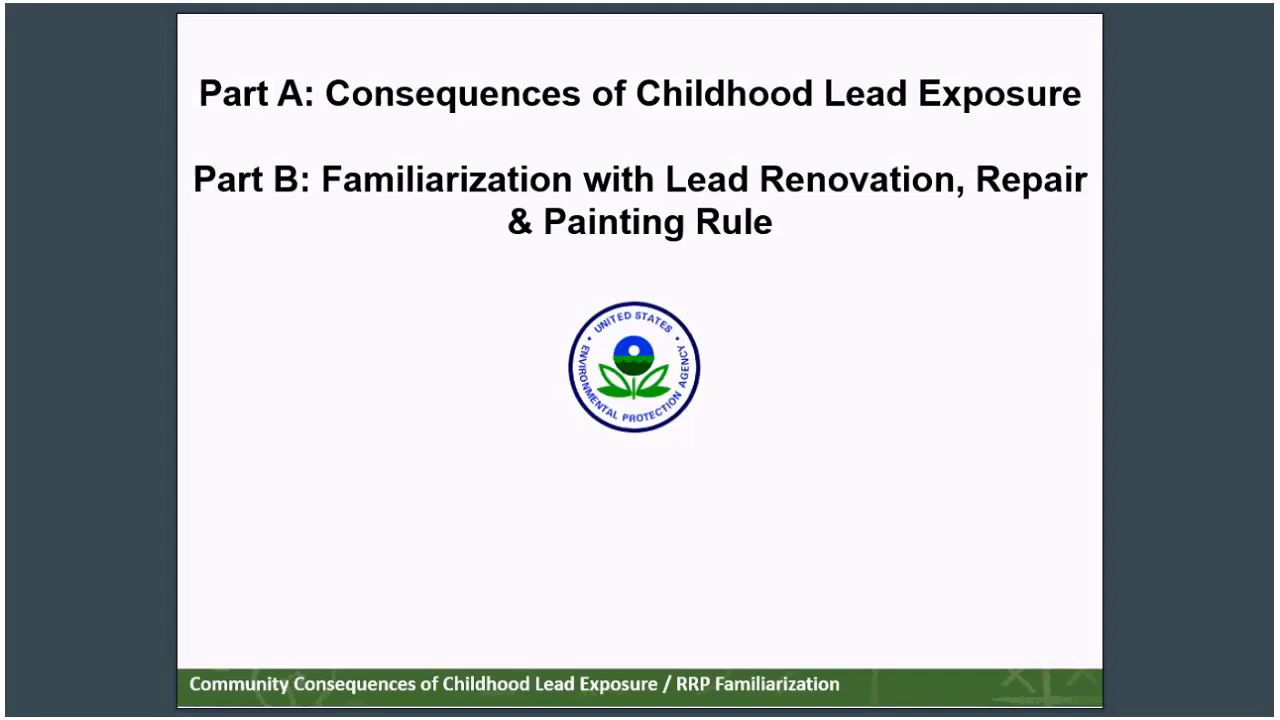 Part A: Consequences of Childhood Lead Exposure
Part B: Familiarization with Lead Renovation, Repair
& Painting Rule
UNITED STATES
ENVIRONMENTAL PROTECTION AGENCY
Community Consequences of Childhood Lead Exposure / RRP Familiarization